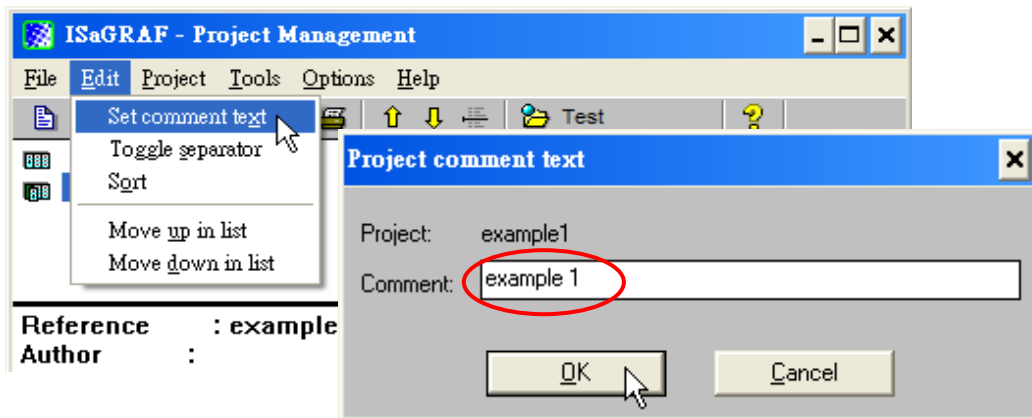 ISaGRAF - Project Management
File Edit Project Tools Options Help
Set comment text
Test
Toggle separator
Sort
Move up in list
Move down in list
Reference : example
Author :
Project comment text
Project: example1
Comment: example 1
OK Cancel